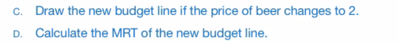 C. Draw the new budget line if the price of beer changes to 2.
D. Calculate the MRT of the new budget line.